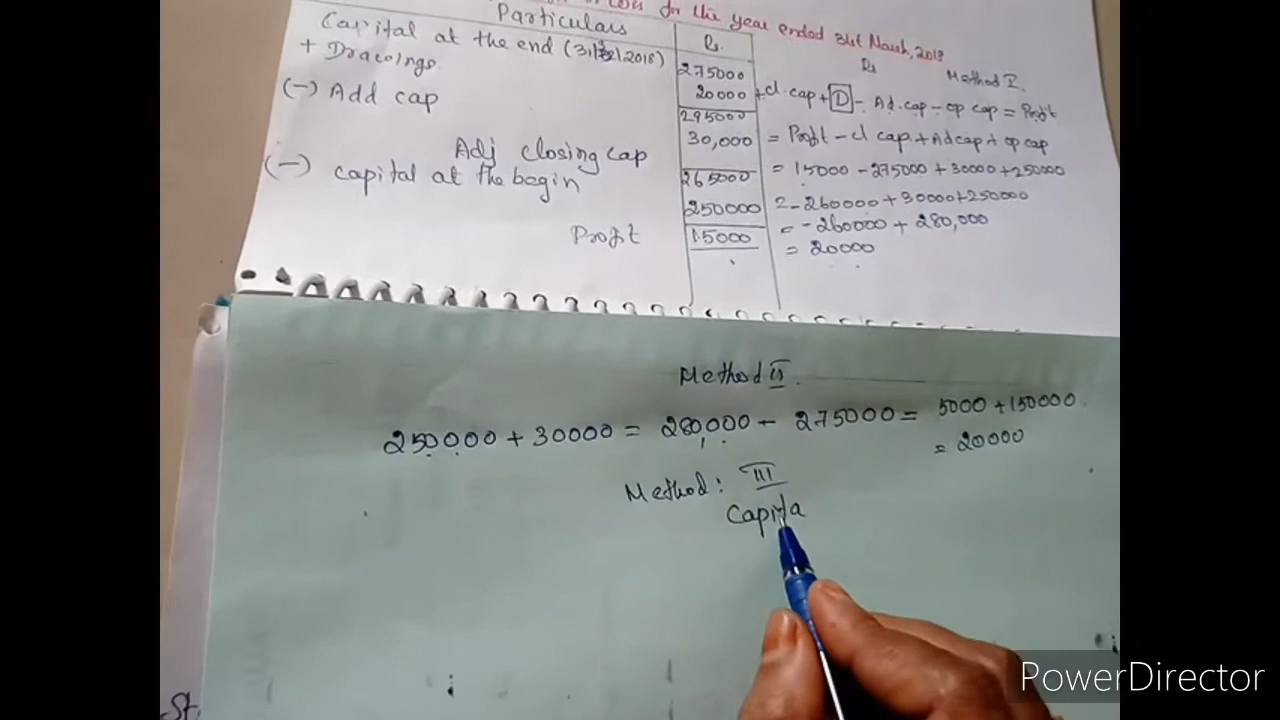 for the year ended 31st March, 2018
Particulars
Rs.
Rs
Method I.
Capital at the end (31/12/2018)
275000
+ Drawings
20000
+cl. cap + D - Ad. cap - op cap = Profit
295000
(-) Add cap
30,000
= Profit - cl cap + Ad cap + op cap
Adj closing cap
265000
= 15000 - 275000 + 30000 + 250000
(-) capital at the begin
250000
= -260000 + 30000 + 250000
= -260000 + 280,000
Profit
15000
= 20000
Method II.
250000 + 30000 = 280000 - 275000 = 5000 + 150000
= 20000
Method: III
Capita
PowerDirector